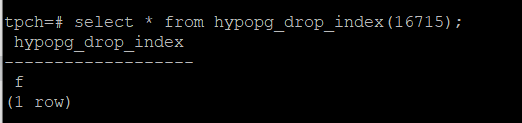 tpch=# select * from hypopg_drop_index(16715);
 hypopg_drop_index
-------------------
 f
(1 row)